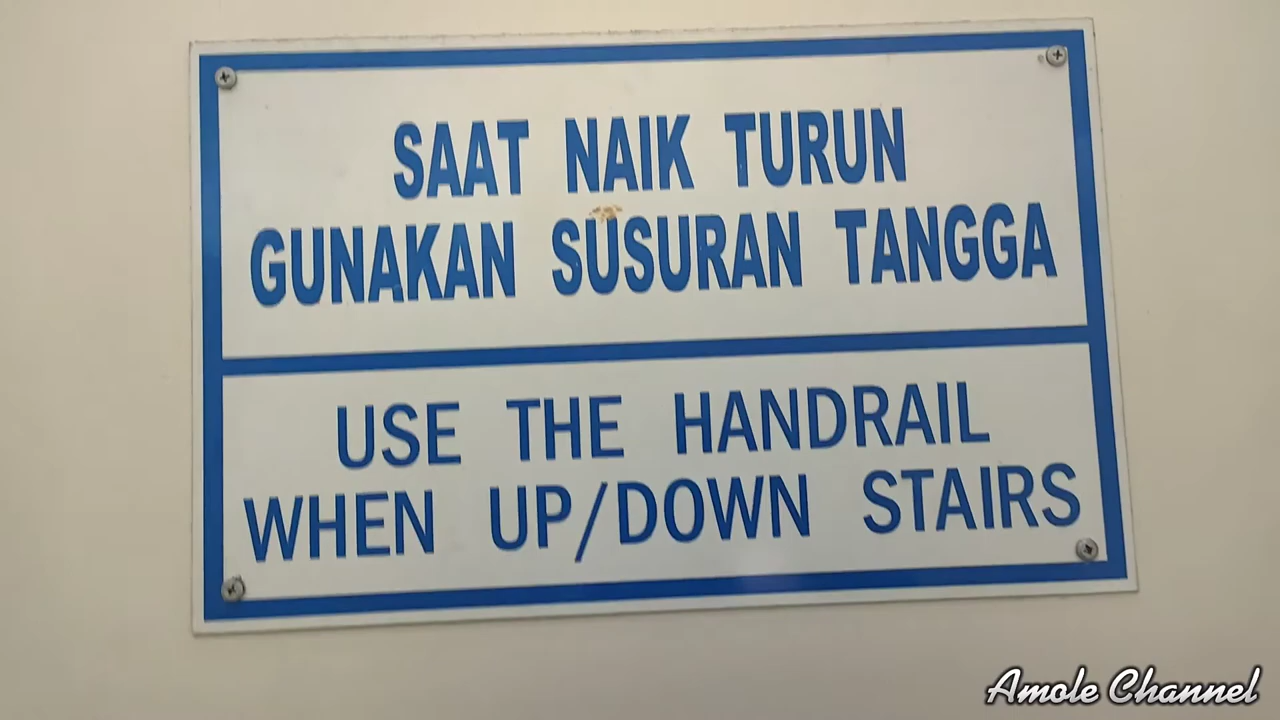 SAAT NAIK TURUN
GUNAKAN SUSURAN TANGGA
USE THE HANDRAIL
WHEN UP/DOWN STAIRS
Amole Channel